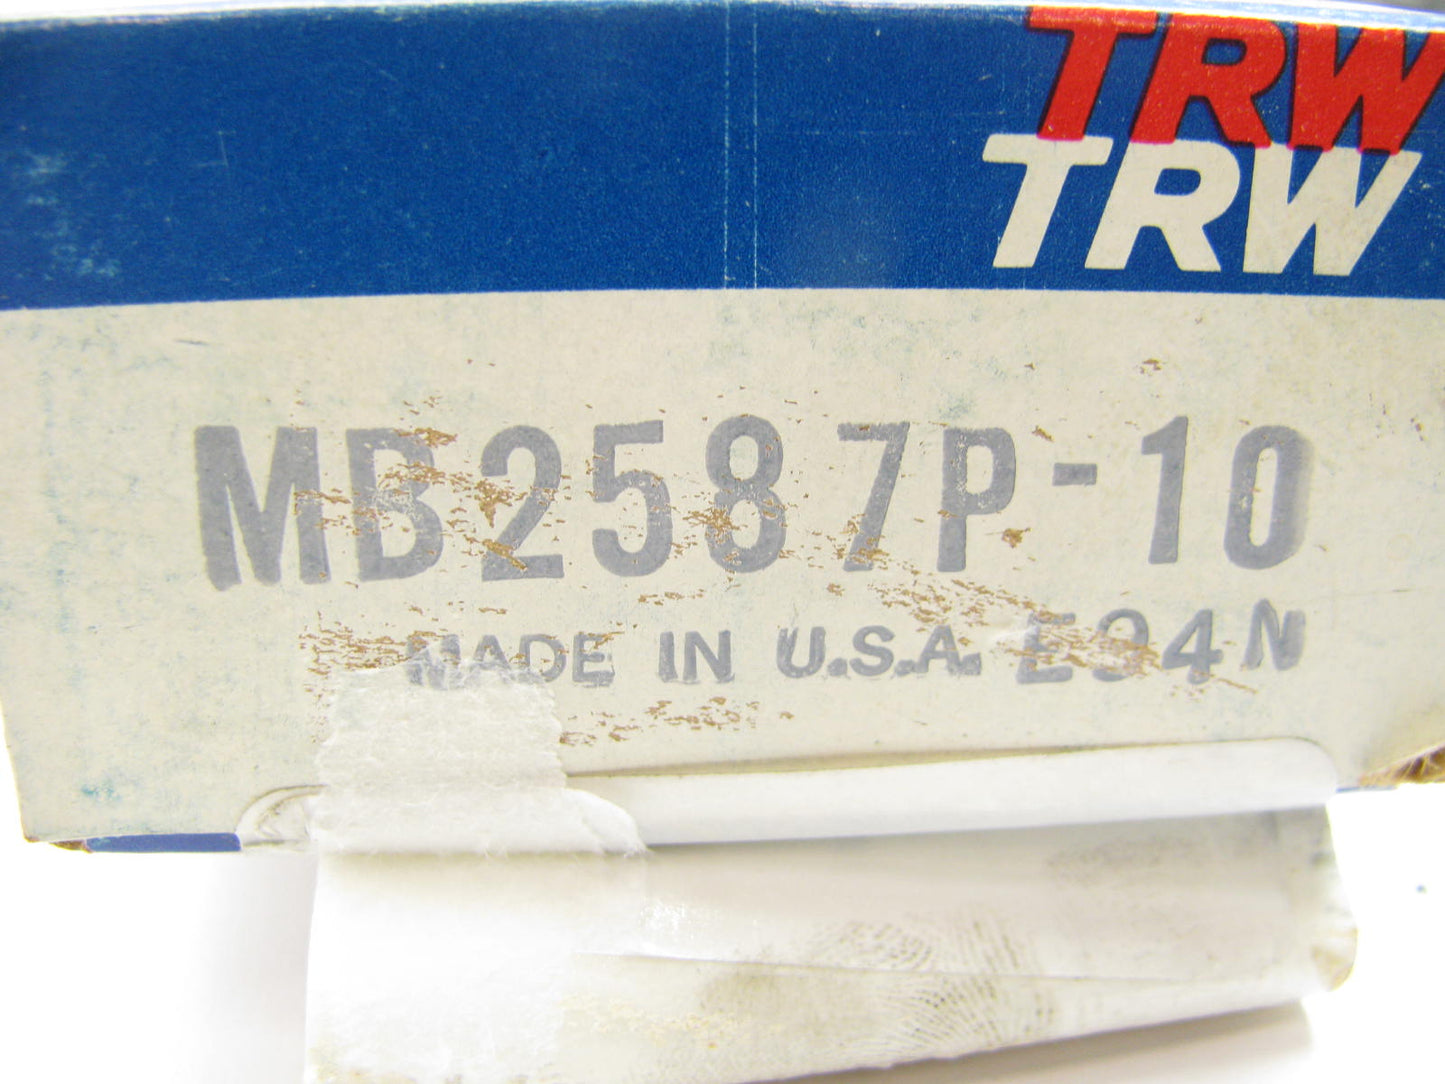 TRW
TRW
MB2587P-10
MADE IN U.S.A. E94N